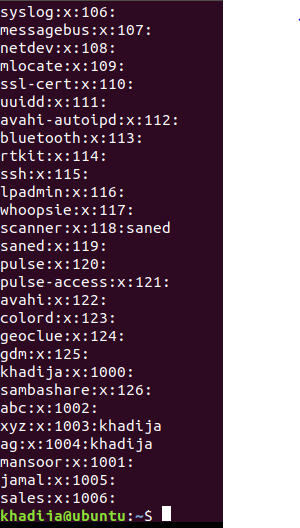 syslog:x:106:
messagebus:x:107:
netdev:x:108:
mlocate:x:109:
ssl-cert:x:110:
uuidd:x:111:
avahi-autoipd:x:112:
bluetooth:x:113:
rtkit:x:114:
ssh:x:115:
lpadmin:x:116:
whoopsie:x:117:
scanner:x:118:saned
saned:x:119:
pulse:x:120:
pulse-access:x:121:
avahi:x:122:
colord:x:123:
geoclue:x:124:
gdm:x:125:
khadija:x:1000:
sambashare:x:126:
abc:x:1002:
xyz:x:1003:khadija
ag:x:1004:khadija
mansoor:x:1001:
jamal:x:1005:
sales:x:1006:
khadija@ubuntu:~$